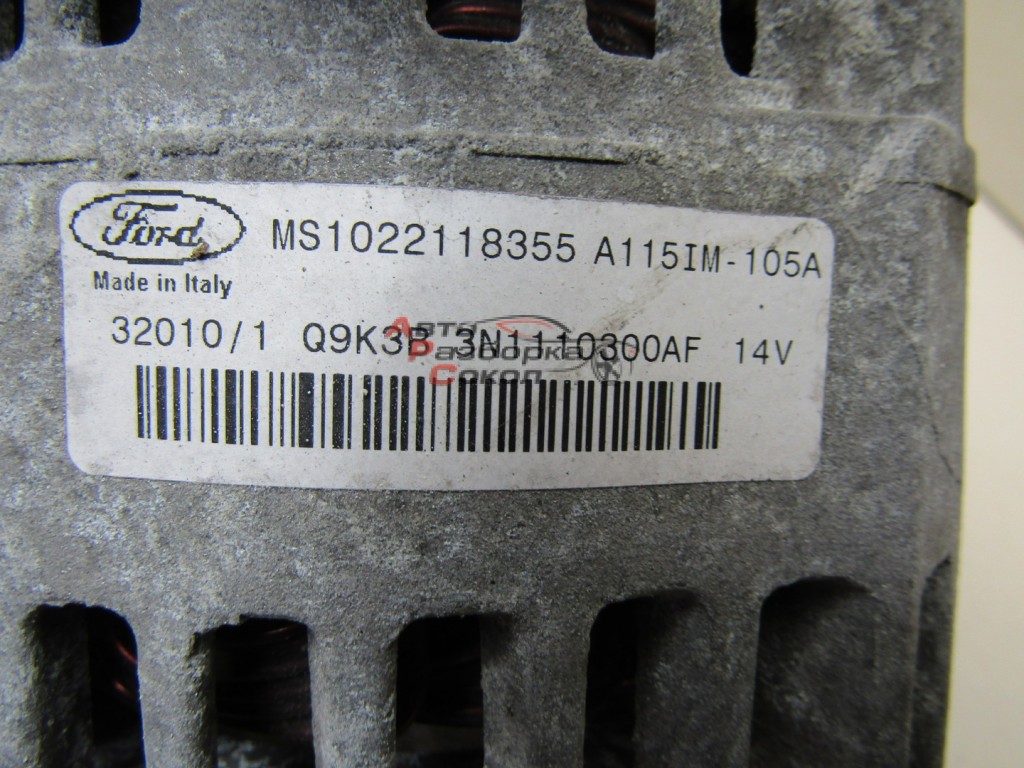 Ford
MS1022118355 A115IM-105A
Made in Italy
32010/1 Q9K3B 3N1110300AF 14V
Авто
Разборка
Сокол